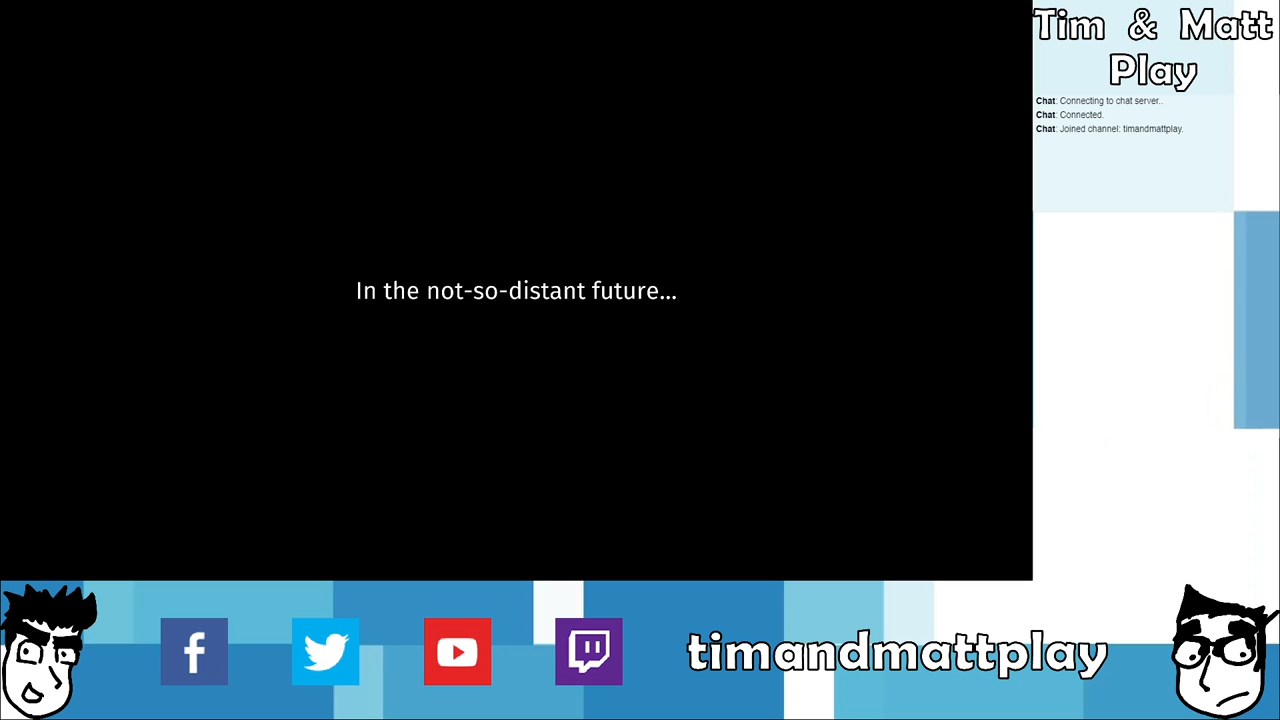 Tim & Matt
Play
Chat: Connecting to chat server..
Chat: Connected.
Chat: Joined channel: timandmattplay.
In the not-so-distant future...
timandmattplay